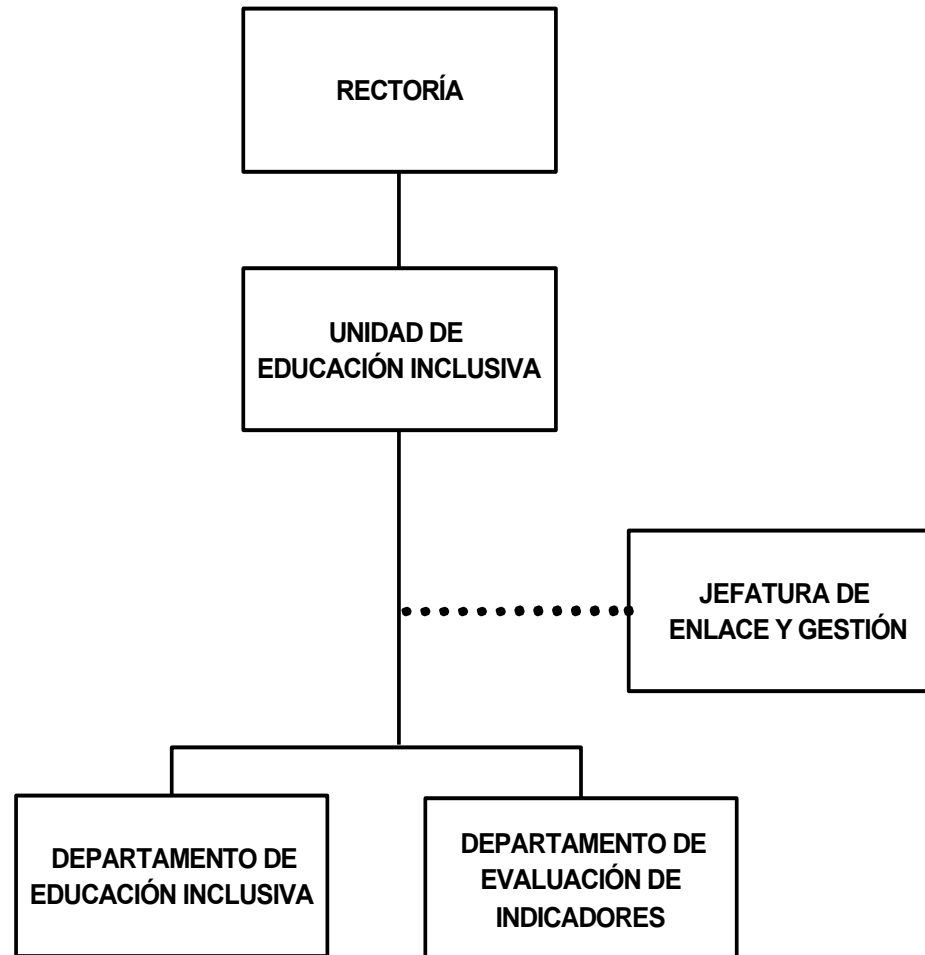 RECTORÍA
UNIDAD DE
EDUCACIÓN INCLUSIVA
JEFATURA DE
ENLACE Y GESTIÓN
DEPARTAMENTO DE
EDUCACIÓN INCLUSIVA
DEPARTAMENTO DE
EVALUACIÓN DE
INDICADORES